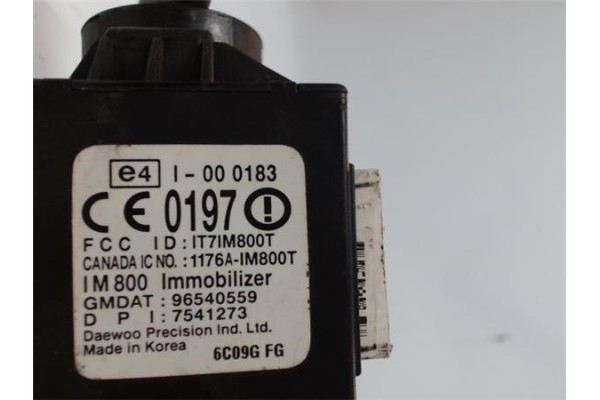 e4 I - 00 0183
CE 0197 !
FCC ID : IT7IM800T
CANADA IC NO. : 1176A-IM800T
IM 800 Immobilizer
GMDAT : 96540559
DPI : 7541273
Daewoo Precision Ind. Ltd.
Made in Korea 6C09G FG